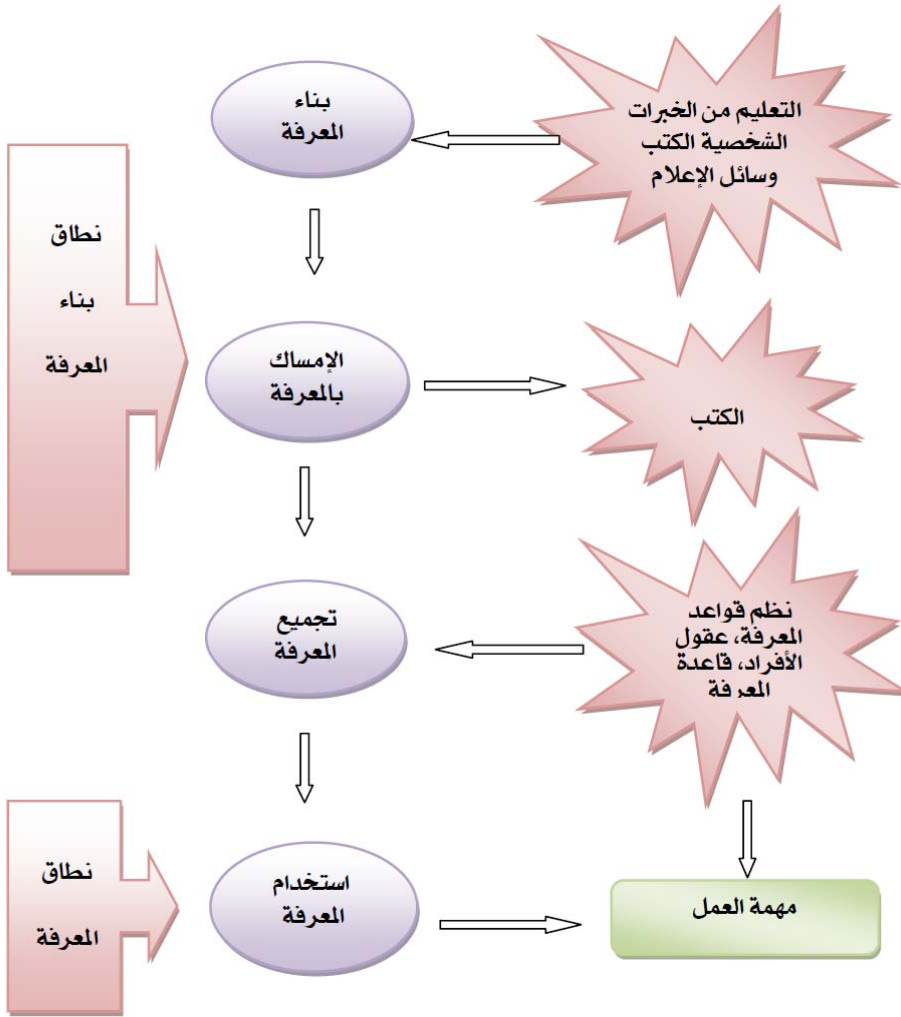 بناء
المعرفة
التعليم من الخبرات
الشخصية الكتب
وسائل الإعلام
نطاق
بناء
المعرفة
الإمساك
بالمعرفة
الكتب
تجميع
المعرفة
نظم قواعد
المعرفة، عقول
الأفراد، قاعدة
المعرفة
نطاق
المعرفة
استخدام
المعرفة
مهمة العمل